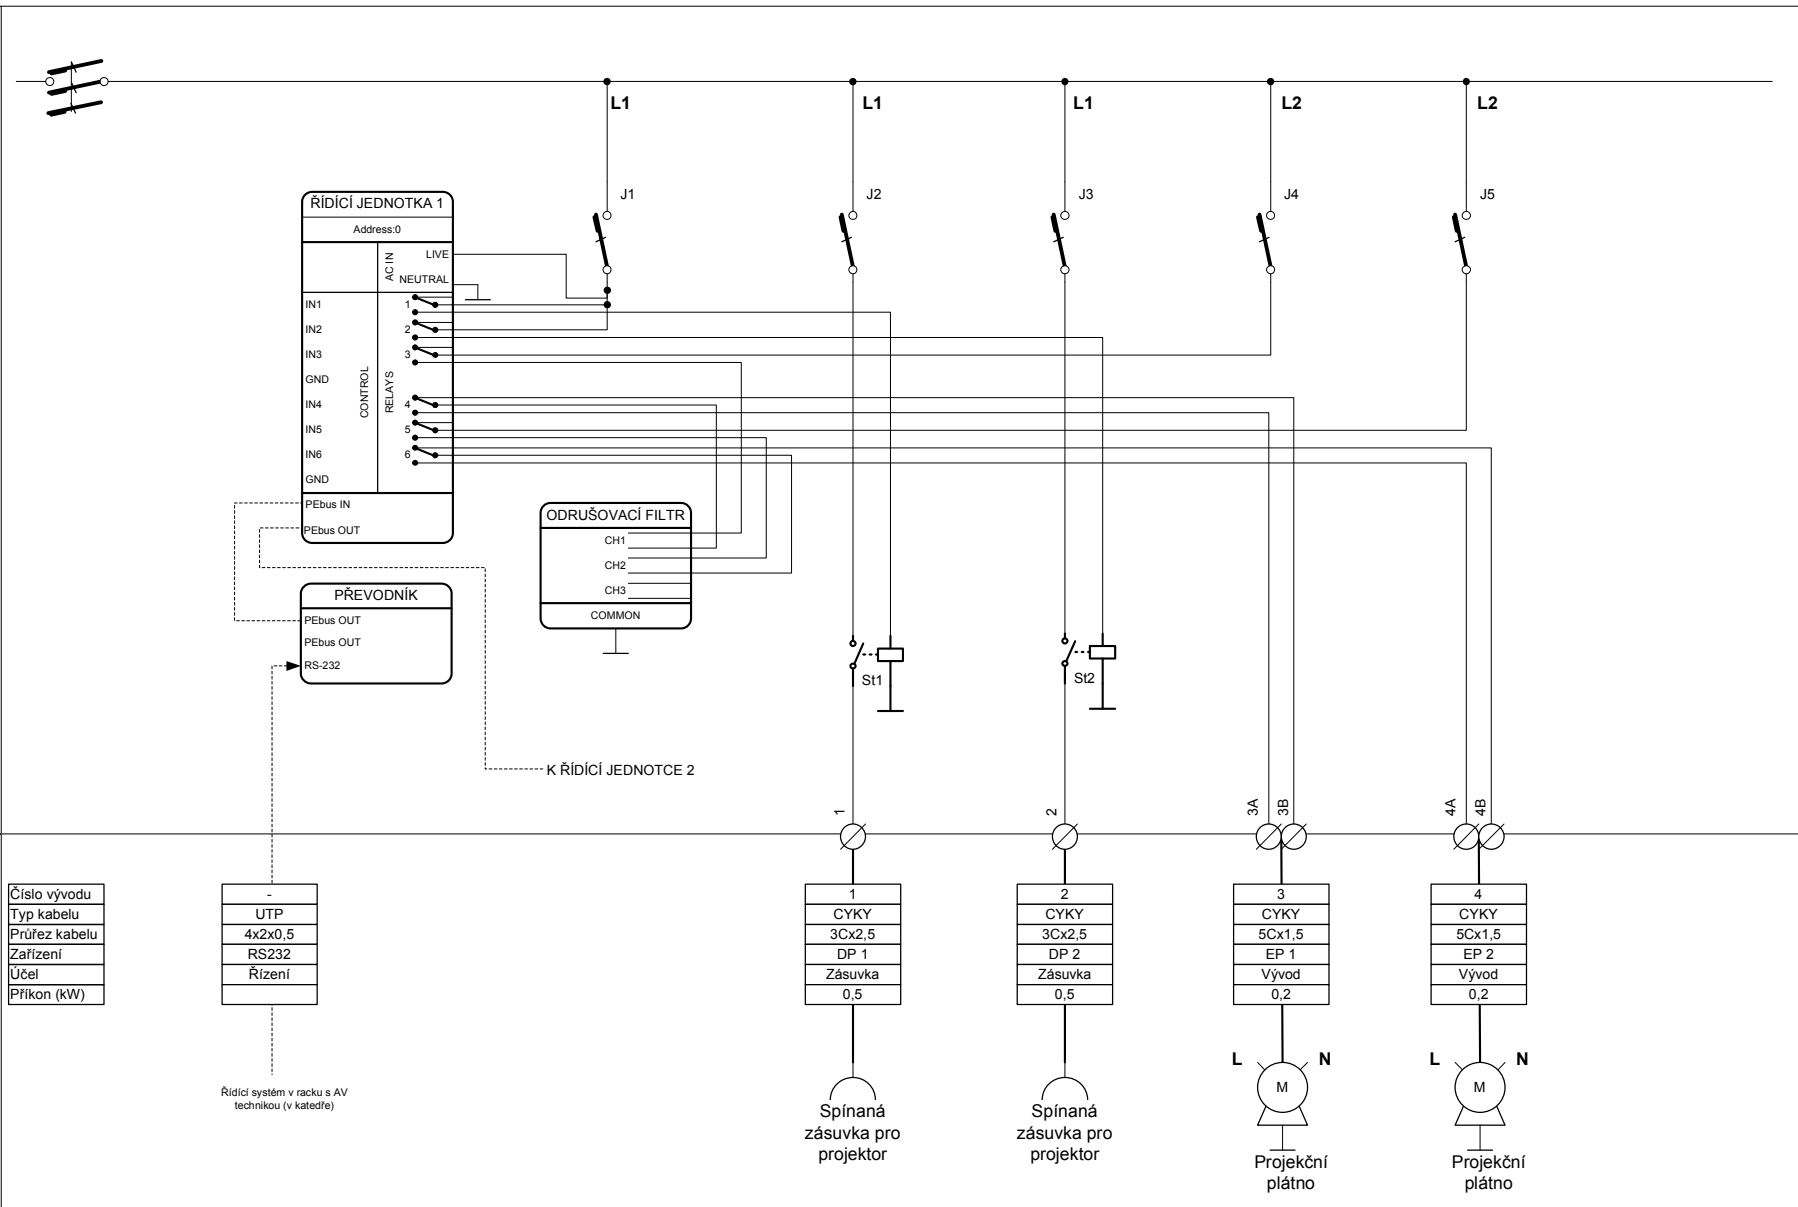 L1
L1
L1
L2
L2
J1
J2
J3
J4
J5
ŘÍDÍCÍ JEDNOTKA 1
Address:0
AC IN
LIVE
NEUTRAL
CONTROL
RELAYS
IN1
1
IN2
2
IN3
3
GND
IN4
4
IN5
5
IN6
6
GND
PEbus IN
PEbus OUT
ODRUŠOVACÍ FILTR
CH1
CH2
CH3
COMMON
PŘEVODNÍK
PEbus OUT
PEbus OUT
RS-232
St1
St2
K ŘÍDÍCÍ JEDNOTCE 2
1
2
3A
3B
4A
4B
Číslo vývodu
Typ kabelu
Průřez kabelu
Zařízení
Účel
Příkon (kW)
-
UTP
4x2x0,5
RS232
Řízení
1
CYKY
3Cx2,5
DP 1
Zásuvka
0,5
2
CYKY
3Cx2,5
DP 2
Zásuvka
0,5
3
CYKY
5Cx1,5
EP 1
Vývod
0,2
4
CYKY
5Cx1,5
EP 2
Vývod
0,2
Řídící systém v racku s AV
technikou (v katedře)
Spínaná
zásuvka pro
projektor
Spínaná
zásuvka pro
projektor
L
N
M
Projekční
plátno
L
N
M
Projekční
plátno